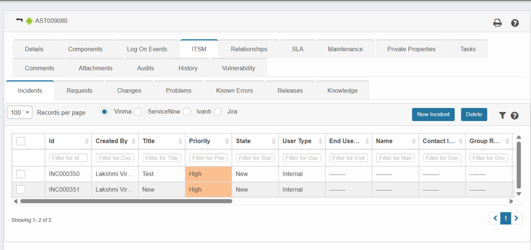 AST009080
Details Components Log On Events ITSM Relationships SLA Maintenance Private Properties Tasks
Comments Attachments Audits History Vulnerability
Incidents Requests Changes Problems Known Errors Releases Knowledge
100 Records per page Virima ServiceNow Ivanti Jira New Incident Delete
Id Created By Title Priority State User Type End Use... Name Contact I... Group R...
Filter for Id Filter for Cre Filter for Title Filter for Prio Filter for Stat Filter for Use Filter for End Filter for Nan Filter for Con Filter for Gro
INC000350 Lakshmi Vir... Test High New Internal -------- -------- -------- --------
INC000351 Lakshmi Vir... New High New Internal -------- -------- -------- --------
Showing 1- 2 of 2
1